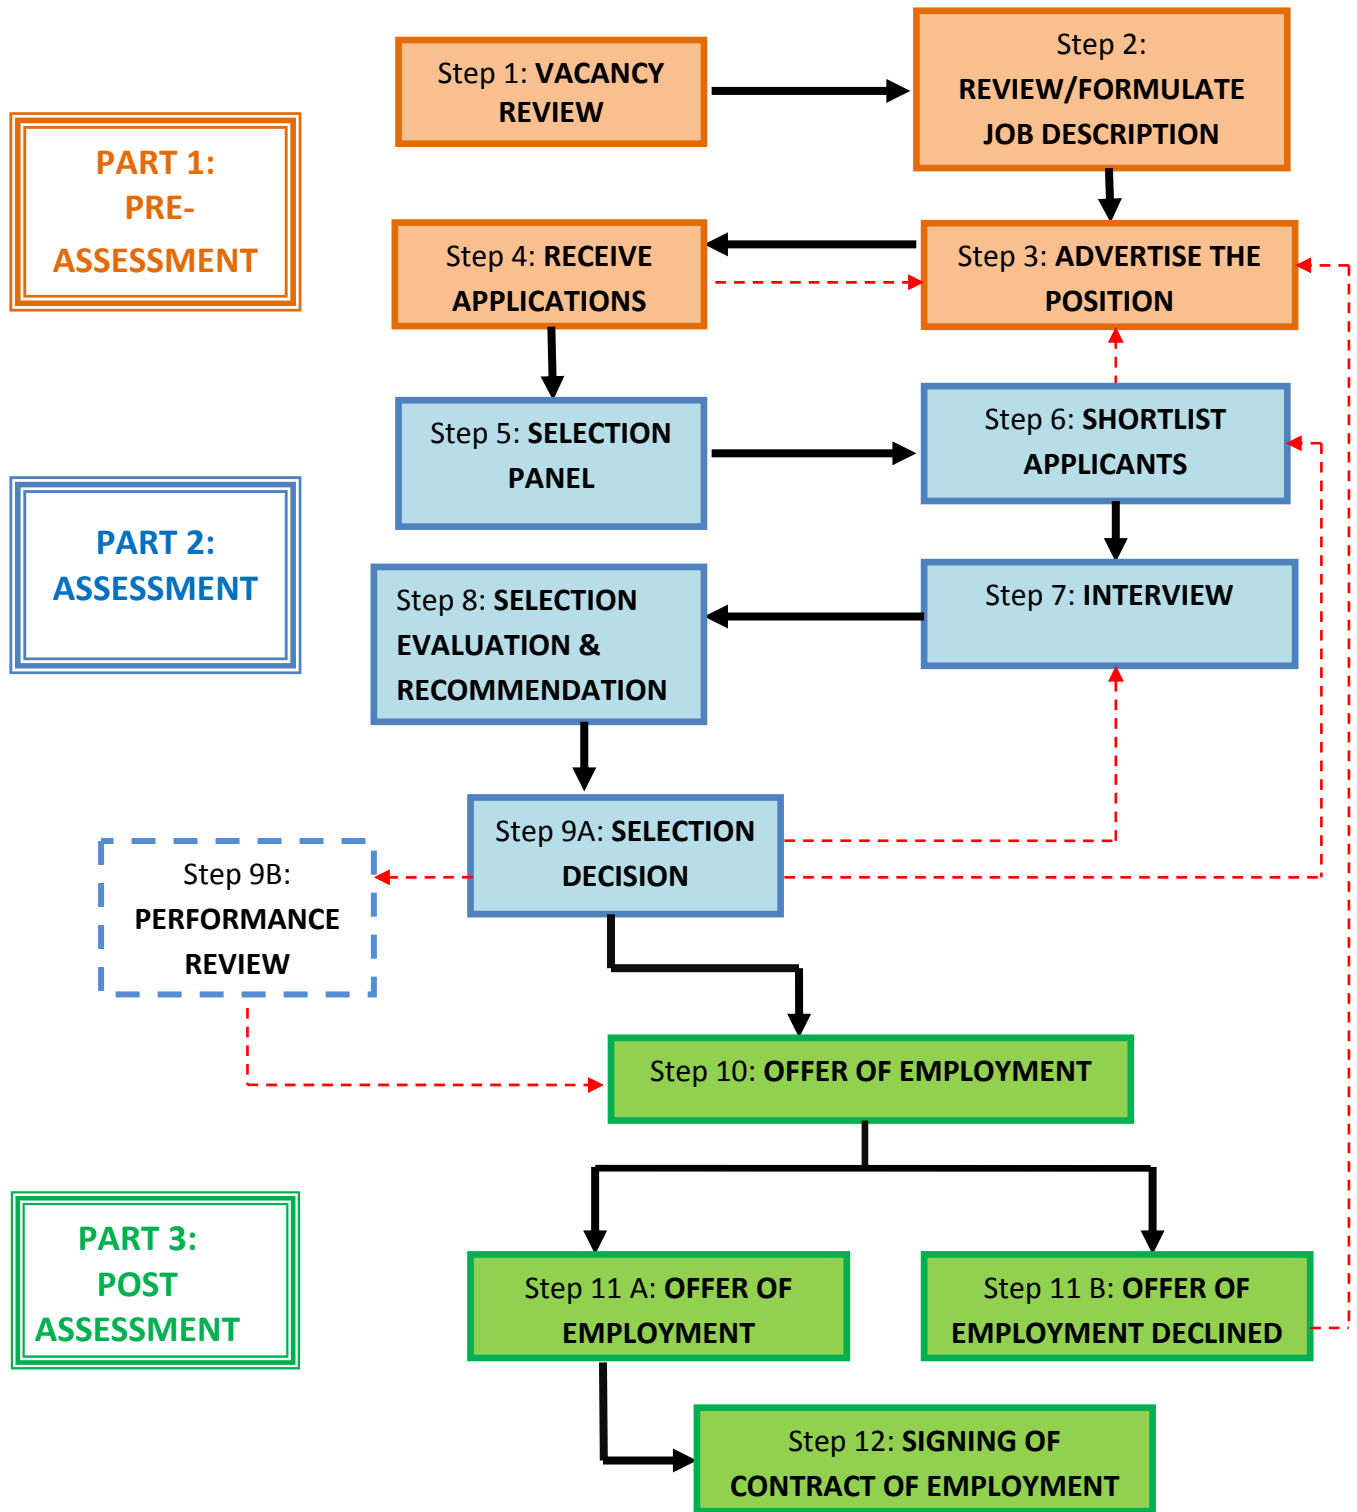 Step 1: VACANCY
REVIEW
Step 2:
REVIEW/FORMULATE
JOB DESCRIPTION
PART 1:
PRE-
ASSESSMENT
Step 4: RECEIVE
APPLICATIONS
Step 3: ADVERTISE THE
POSITION
Step 5: SELECTION
PANEL
Step 6: SHORTLIST
APPLICANTS
PART 2:
ASSESSMENT
Step 8: SELECTION
EVALUATION &
RECOMMENDATION
Step 7: INTERVIEW
Step 9A: SELECTION
DECISION
Step 9B:
PERFORMANCE
REVIEW
Step 10: OFFER OF EMPLOYMENT
PART 3:
POST
ASSESSMENT
Step 11 A: OFFER OF
EMPLOYMENT
Step 11 B: OFFER OF
EMPLOYMENT DECLINED
Step 12: SIGNING OF
CONTRACT OF EMPLOYMENT